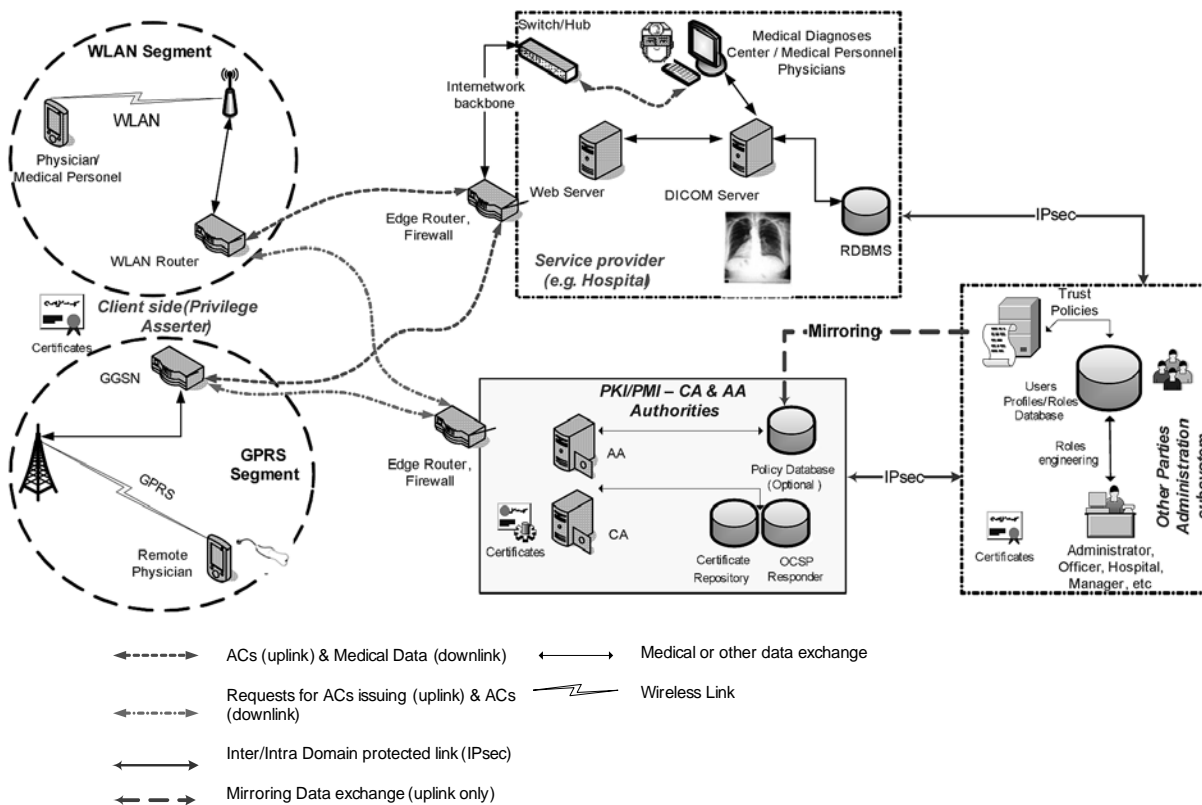 WLAN Segment
WLAN
Physician/
Medical Personel
WLAN Router
Switch/Hub
Internetwork
backbone
Medical Diagnoses
Center / Medical Personnel
Physicians
Web Server
DICOM Server
Edge Router,
Firewall
RDBMS
Service provider
(e.g. Hospital)
IPsec
Client side(Privilege
Asserter)
Certificates
GGSN
GPRS
Segment
GPRS
Remote
Physician
Edge Router,
Firewall
PKI/PMI – CA & AA
Authorities
AA
Policy Database
(Optional )
Certificates
CA
Certificate
Repository
OCSP
Responder
Mirroring
IPsec
Trust
Policies
Users
Profiles/Roles
Database
Roles
engineering
Certificates
Administrator,
Officer, Hospital,
Manager, etc
Other Parties
Administration
ACs (uplink) & Medical Data (downlink)
Medical or other data exchange
Requests for ACs issuing (uplink) & ACs
(downlink)
Wireless Link
Inter/Intra Domain protected link (IPsec)
Mirroring Data exchange (uplink only)